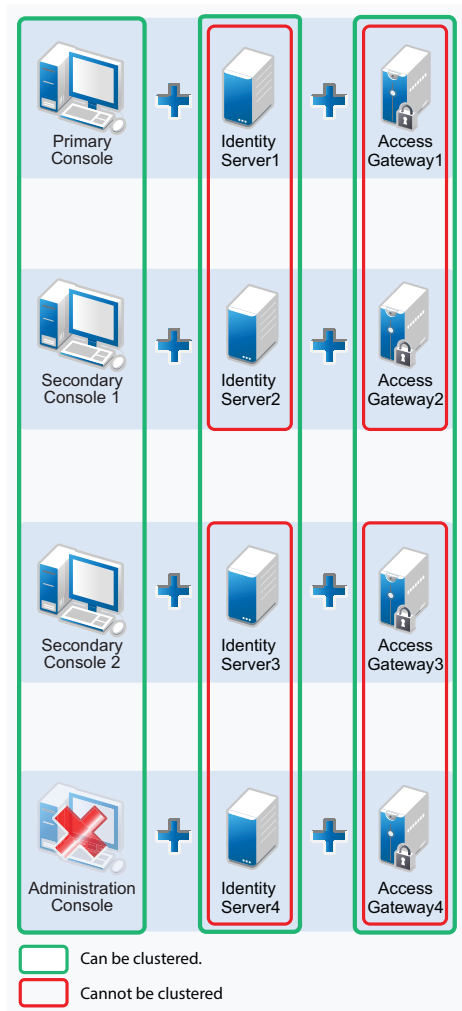 Primary
Console
Identity
Server1
Access
Gateway1
Secondary
Console 1
Identity
Server2
Access
Gateway2
Secondary
Console 2
Identity
Server3
Access
Gateway3
Administration
Console
Identity
Server4
Access
Gateway4
Can be clustered.
Cannot be clustered